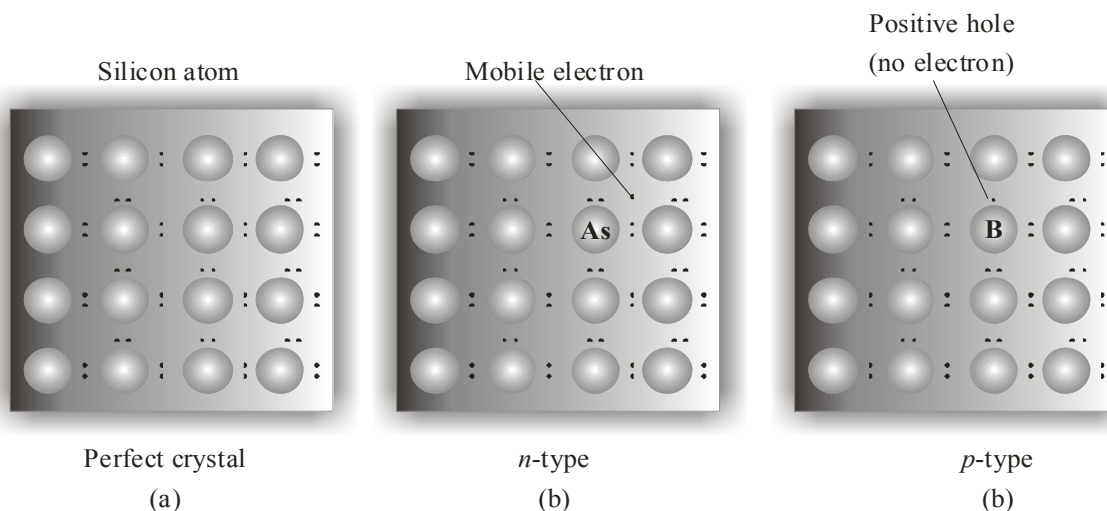 Silicon atom
Mobile electron
Positive hole
(no electron)
As
B
Perfect crystal
(a)
n-type
(b)
p-type
(b)